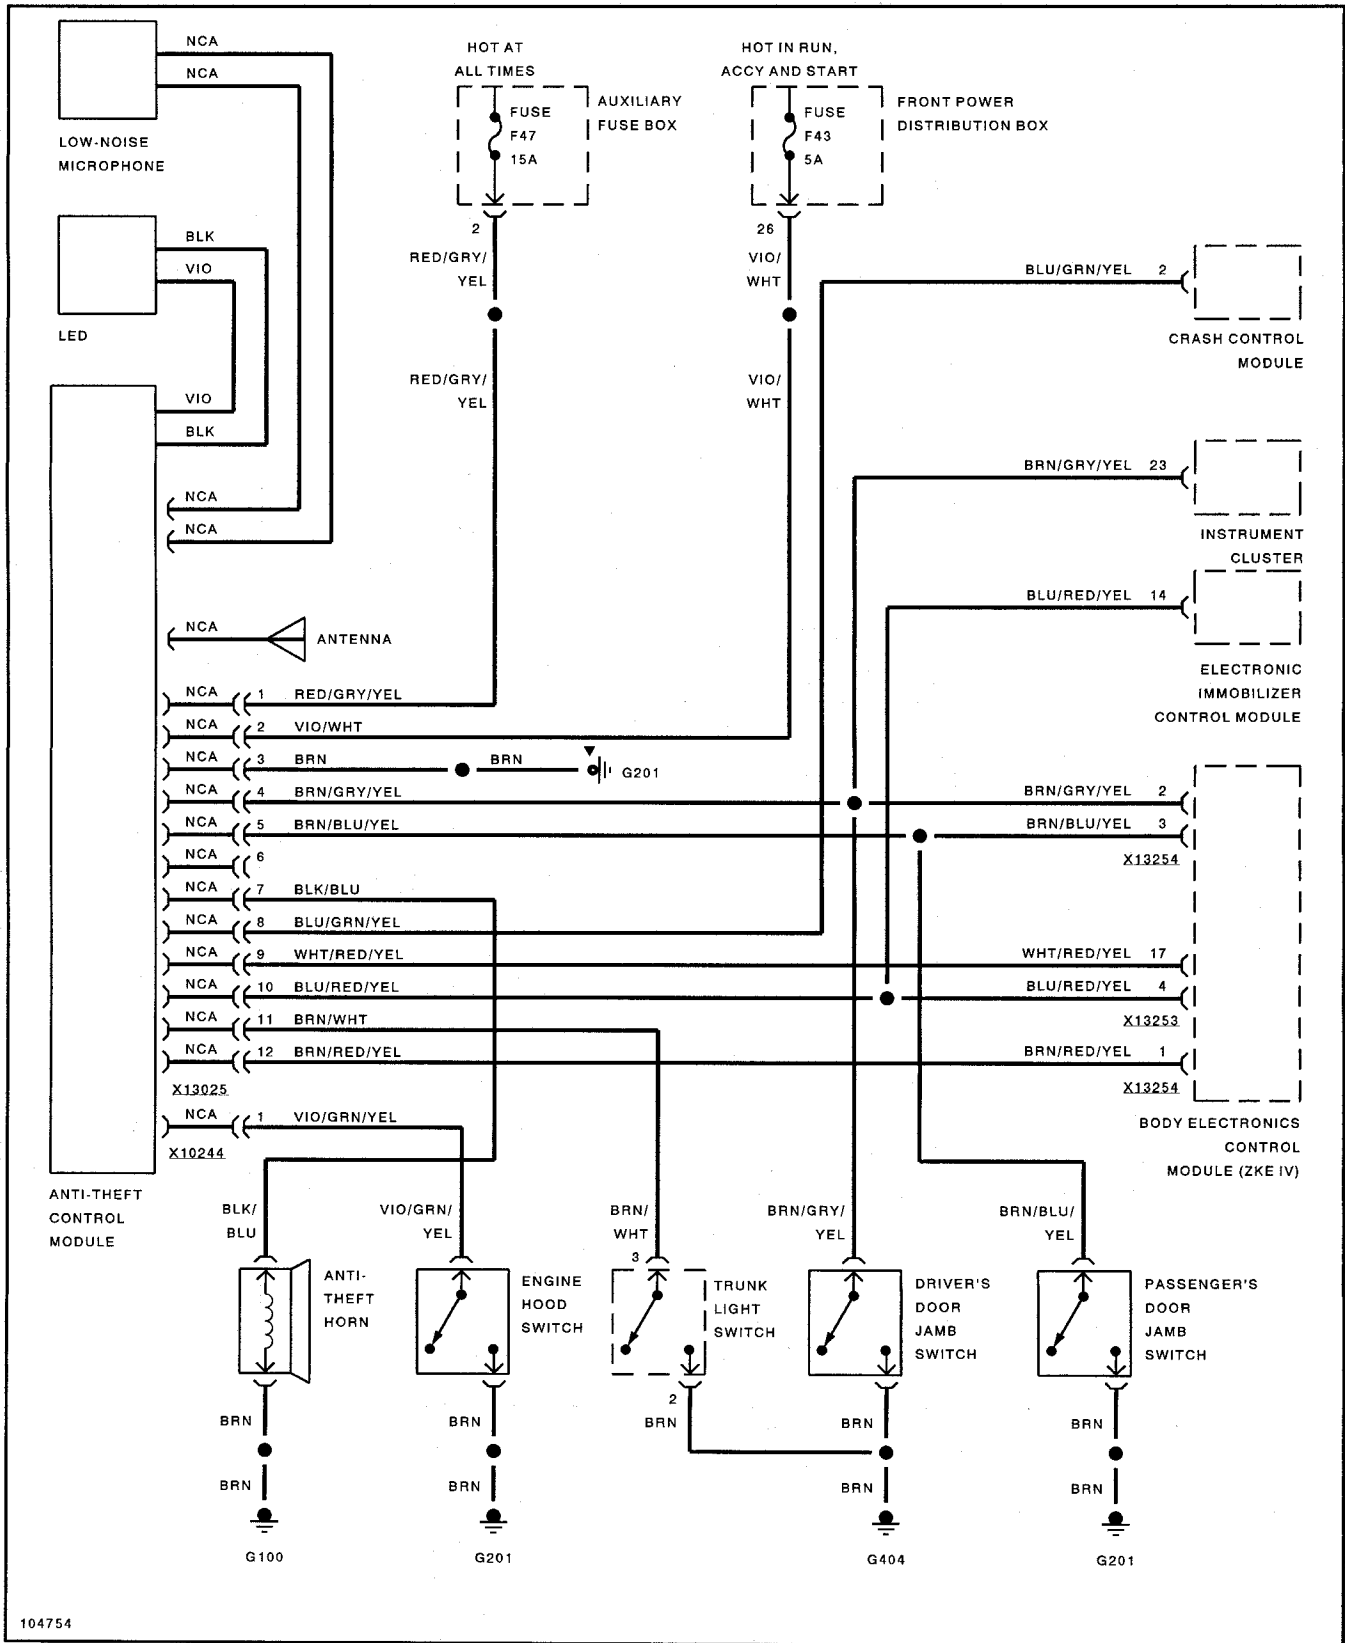 NCA
NCA
LOW-NOISE
MICROPHONE
HOT AT
ALL TIMES
FUSE
F47
15A
AUXILIARY
FUSE BOX
2
RED/GRY/
YEL
RED/GRY/
YEL
HOT IN RUN,
ACCY AND START
FUSE
F43
5A
FRONT POWER
DISTRIBUTION BOX
26
VIO/
WHT
VIO/
WHT
BLK
VIO
LED
VIO
BLK
NCA
NCA
NCA
ANTENNA
BLU/GRN/YEL 2
CRASH CONTROL
MODULE
BRN/GRY/YEL 23
INSTRUMENT
CLUSTER
BLU/RED/YEL 14
ELECTRONIC
IMMOBILIZER
CONTROL MODULE
NCA 1 RED/GRY/YEL
NCA 2 VIO/WHT
NCA 3 BRN BRN G201
NCA 4 BRN/GRY/YEL BRN/GRY/YEL 2
NCA 5 BRN/BLU/YEL BRN/BLU/YEL 3
X13254
NCA 6
NCA 7 BLK/BLU
NCA 8 BLU/GRN/YEL
NCA 9 WHT/RED/YEL WHT/RED/YEL 17
NCA 10 BLU/RED/YEL BLU/RED/YEL 4
X13253
NCA 11 BRN/WHT
NCA 12 BRN/RED/YEL BRN/RED/YEL 1
X13025
X13254
NCA 1 VIO/GRN/YEL
X10244
BODY ELECTRONICS
CONTROL
MODULE (ZKE IV)
ANTI-THEFT
CONTROL
MODULE
BLK/
BLU
VIO/GRN/
YEL
BRN/
WHT
3
BRN/GRY/
YEL
BRN/BLU/
YEL
ANTI-
THEFT
HORN
ENGINE
HOOD
SWITCH
TRUNK
LIGHT
SWITCH
DRIVER'S
DOOR
JAMB
SWITCH
PASSENGER'S
DOOR
JAMB
SWITCH
2
BRN BRN BRN BRN BRN
BRN BRN BRN BRN
G100 G201 G404 G201
104754